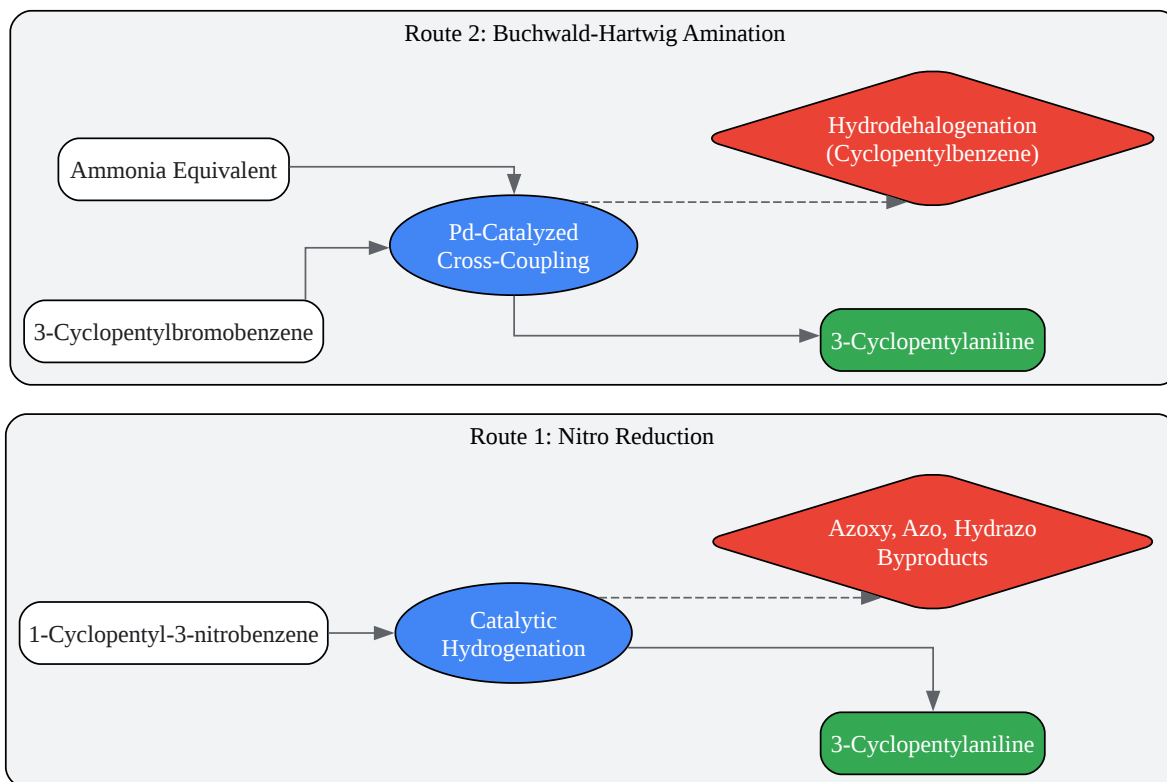 Route 2: Buchwald-Hartwig Amination
Hydrodehalogenation
(Cyclopentylbenzene)
Ammonia Equivalent
Pd-Catalyzed
Cross-Coupling
3-Cyclopentylbromobenzene
3-Cyclopentylaniline
Route 1: Nitro Reduction
Azoxy, Azo, Hydrazo
Byproducts
1-Cyclopentyl-3-nitrobenzene
Catalytic
Hydrogenation
3-Cyclopentylaniline